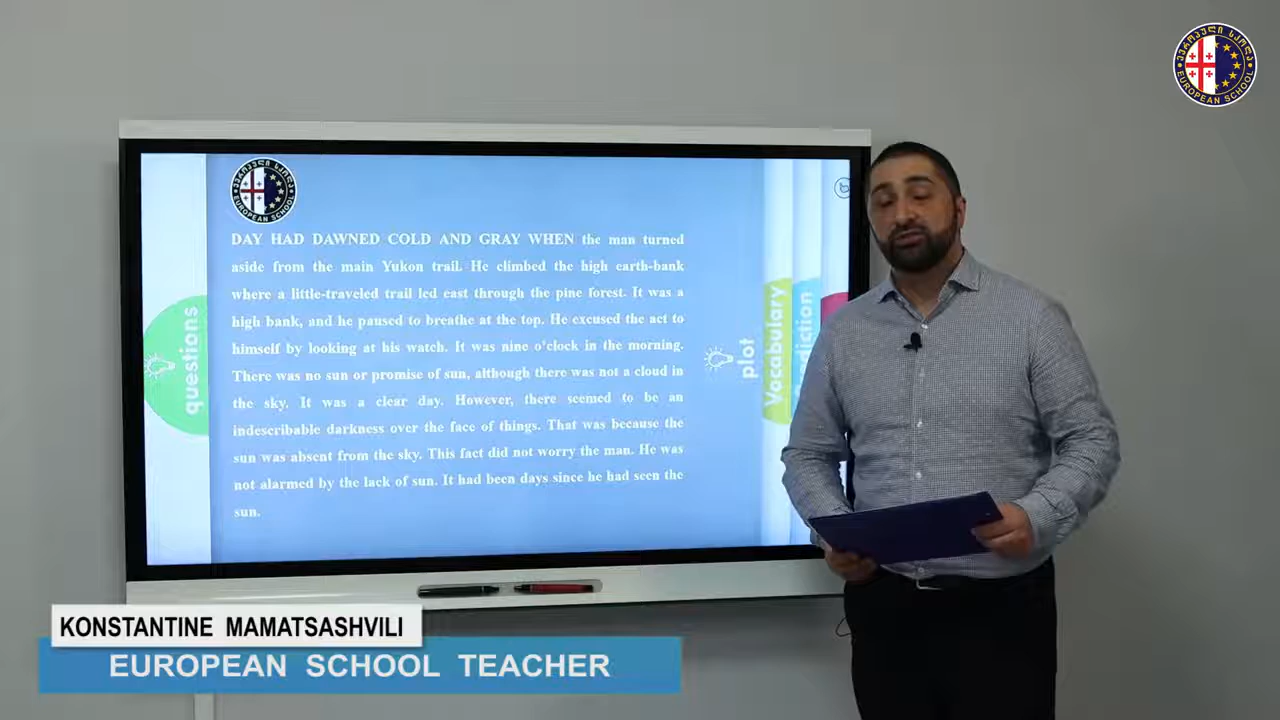 ევროპული სკოლა
EUROPEAN SCHOOL
ევროპული სკოლა
EUROPEAN SCHOOL
DAY HAD DAWNED COLD AND GRAY WHEN the man turned
aside from the main Yukon trail. He climbed the high earth-bank
where a little-traveled trail led east through the pine forest. It was a
high bank, and he paused to breathe at the top. He excused the act to
himself by looking at his watch. It was nine o'clock in the morning.
There was no sun or promise of sun, although there was not a cloud in
the sky. It was a clear day. However, there seemed to be an
indescribable darkness over the face of things. That was because the
sun was absent from the sky. This fact did not worry the man. He was
not alarmed by the lack of sun. It had been days since he had seen the
sun.
questions
plot
Vocabulary
KONSTANTINE MAMATSASHVILI
EUROPEAN SCHOOL TEACHER